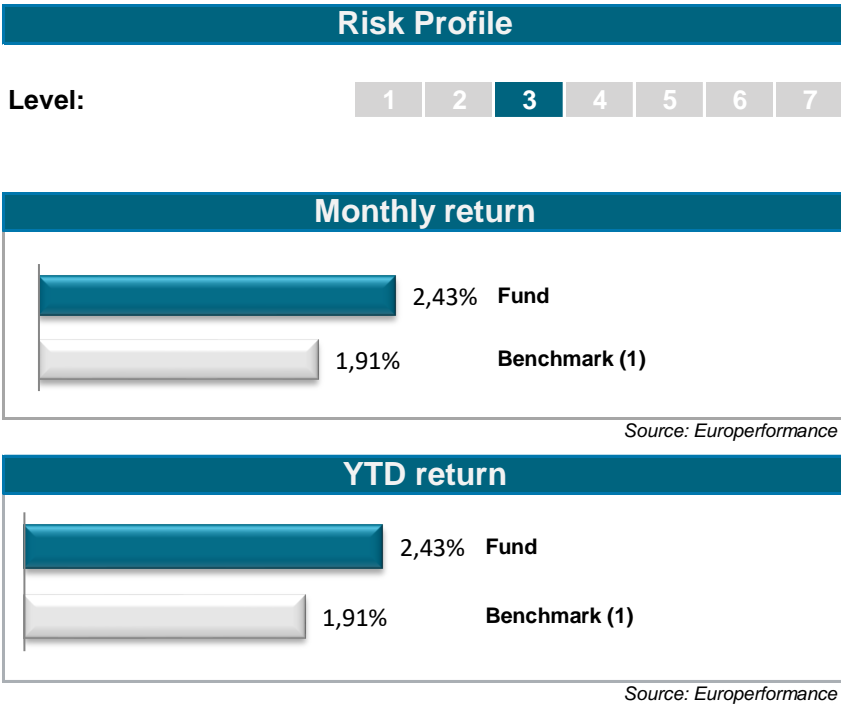 Risk Profile
Level: 1 2 3 4 5 6 7
Monthly return
2,43% Fund
1,91% Benchmark (1)
Source: Europerformance
YTD return
2,43% Fund
1,91% Benchmark (1)
Source: Europerformance